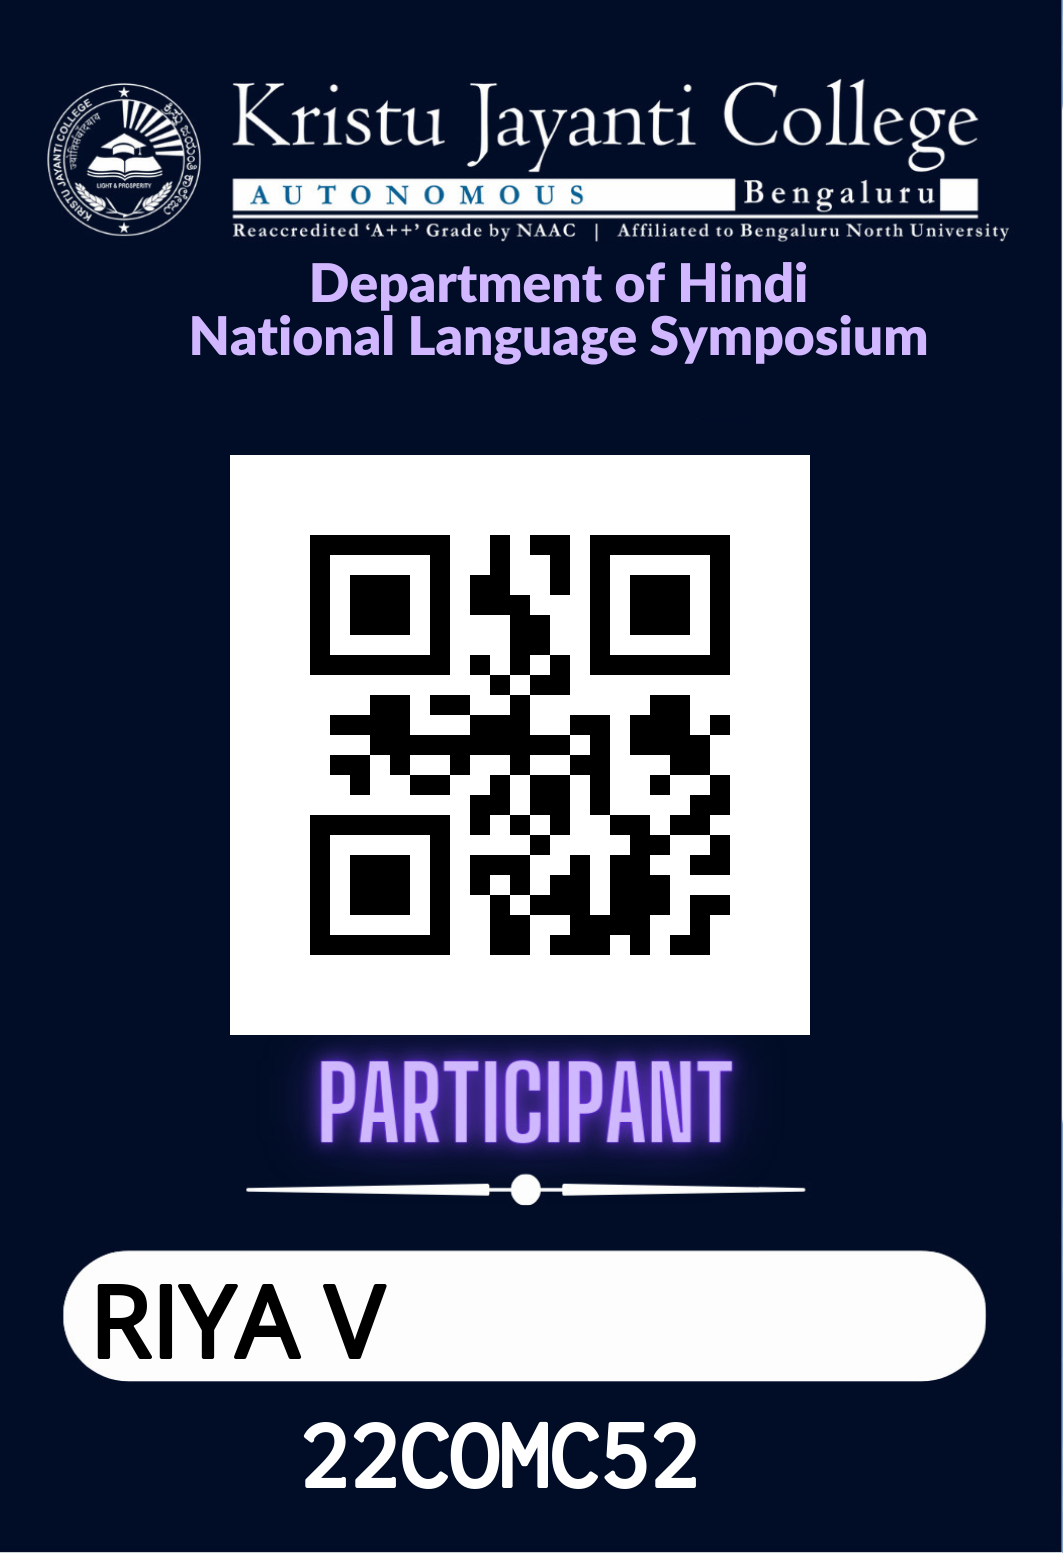 Kristu Jayanti College
AUTONOMOUS Bengaluru
Reaccredited ‘A++’ Grade by NAAC | Affiliated to Bengaluru North University
KRISTU JAYANTI COLLEGE
LIGHT & PROSPERITY
Department of Hindi
National Language Symposium
PARTICIPANT
RIYA V
22COMC52